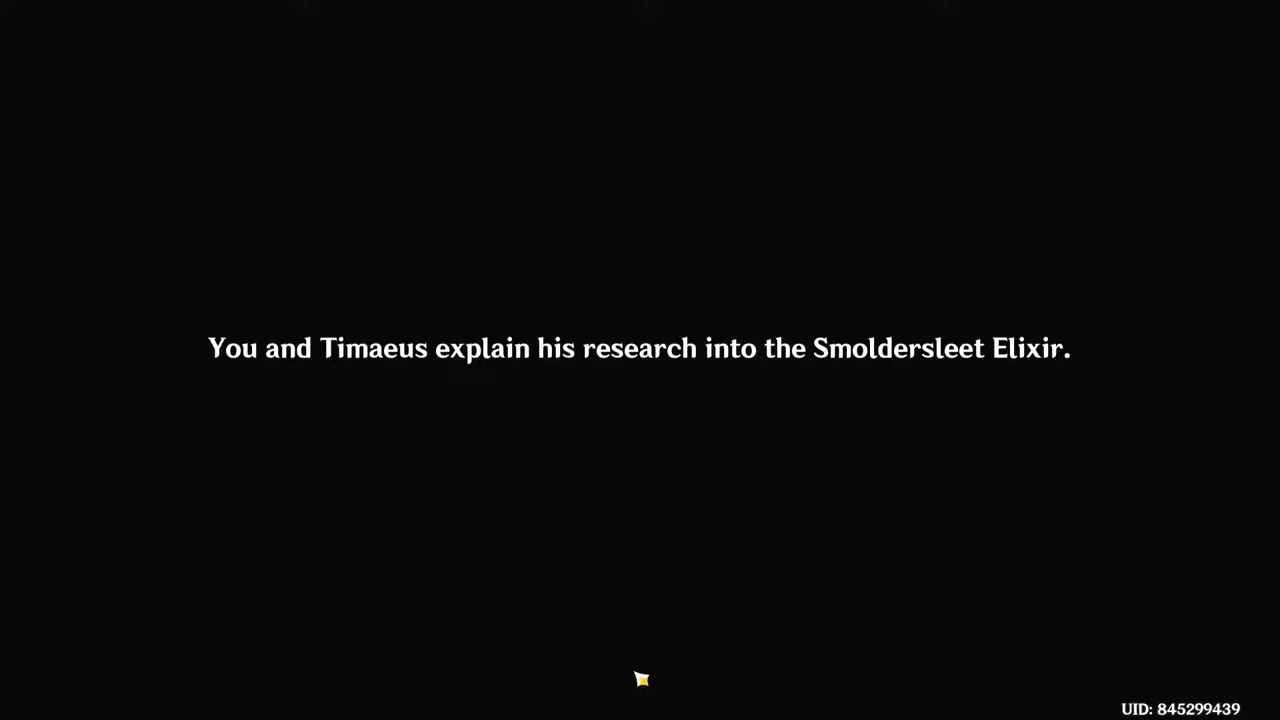 You and Timaeus explain his research into the Smoldersleet Elixir.
UID: 845299439